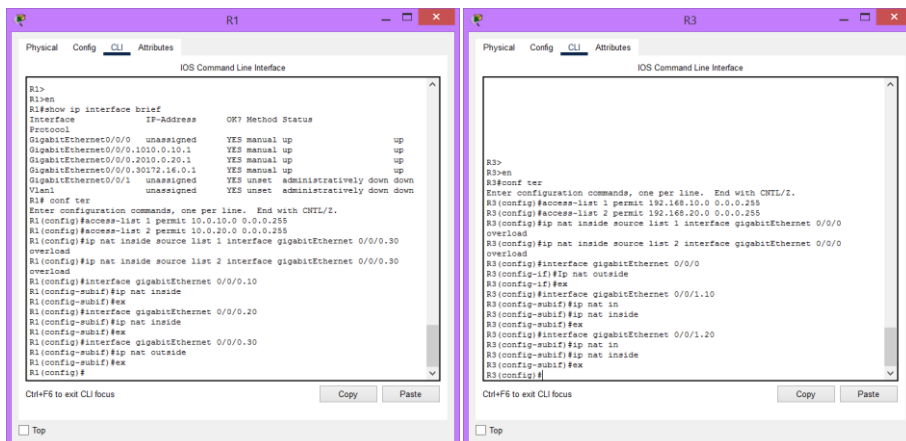 R1
Physical Config CLI Attributes
IOS Command Line Interface
R1>
R1>en
R1#show ip interface brief
Interface IP-Address OK? Method Status
Protocol
GigabitEthernet0/0/0 unassigned YES manual up up
GigabitEthernet0/0/0.1010.0.10.1 YES manual up up
GigabitEthernet0/0/0.2010.0.20.1 YES manual up up
GigabitEthernet0/0/0.30172.16.0.1 YES manual up up
GigabitEthernet0/0/1 unassigned YES unset administratively down down
Vlan1 unassigned YES unset administratively down down
R1# conf ter
Enter configuration commands, one per line. End with CNTL/Z.
R1(config)#access-list 1 permit 10.0.10.0 0.0.0.255
R1(config)#access-list 2 permit 10.0.20.0 0.0.0.255
R1(config)#ip nat inside source list 1 interface gigabitEthernet 0/0/0.30
overload
R1(config)#ip nat inside source list 2 interface gigabitEthernet 0/0/0.30
overload
R1(config)#interface gigabitEthernet 0/0/0.10
R1(config-subif)#ip nat inside
R1(config-subif)#ex
R1(config)#interface gigabitEthernet 0/0/0.20
R1(config-subif)#ip nat inside
R1(config-subif)#ex
R1(config)#interface gigabitEthernet 0/0/0.30
R1(config-subif)#ip nat outside
R1(config-subif)#ex
R1(config)#
Ctrl+F6 to exit CLI focus
Copy Paste
Top
R3
Physical Config CLI Attributes
IOS Command Line Interface
R3>
R3>en
R3#conf ter
Enter configuration commands, one per line. End with CNTL/Z.
R3(config)#access-list 1 permit 192.168.10.0 0.0.0.255
R3(config)#access-list 2 permit 192.168.20.0 0.0.0.255
R3(config)#ip nat inside source list 1 interface gigabitEthernet 0/0/0
overload
R3(config)#ip nat inside source list 2 interface gigabitEthernet 0/0/0
overload
R3(config)#interface gigabitEthernet 0/0/0
R3(config-if)#Ip nat outside
R3(config-if)#ex
R3(config)#interface gigabitEthernet 0/0/1.10
R3(config-subif)#ip nat in
R3(config-subif)#ip nat inside
R3(config-subif)#ex
R3(config)#interface gigabitEthernet 0/0/1.20
R3(config-subif)#ip nat in
R3(config-subif)#ip nat inside
R3(config-subif)#ex
R3(config)#
Ctrl+F6 to exit CLI focus
Copy Paste
Top